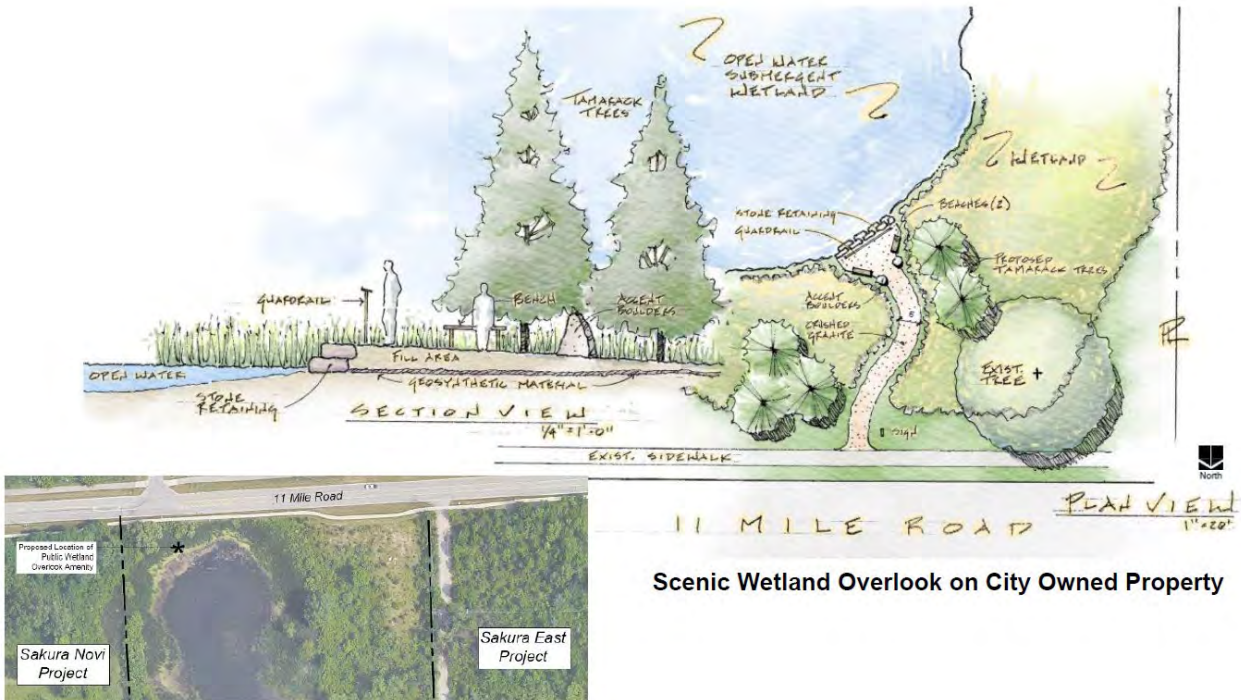 OPEN WATER
SUBMERGENT
WETLAND
TAMARACK
TREES
WETLAND
STONE RETAINING
GUARDRAIL
BENCHES (2)
PROPOSED
TAMARACK TREES
ACCENT
BOULDERS
CRUSHED
GRANITE
6'
EXIST.
TREE +
PL
SIGN
GUARDRAIL
BENCH
ACCENT
BOULDERS
FILL AREA
OPEN WATER
GEOSYNTHETIC MATERIAL
STONE
RETAINING
SECTION VIEW
1/4" = 1'-0"
EXIST. SIDEWALK
North
11 MILE ROAD
PLAN VIEW
1"=20'
Scenic Wetland Overlook on City Owned Property
11 Mile Road
Proposed Location of
Public Wetland
Overlook Amenity
*
Sakura Novi
Project
Sakura East
Project